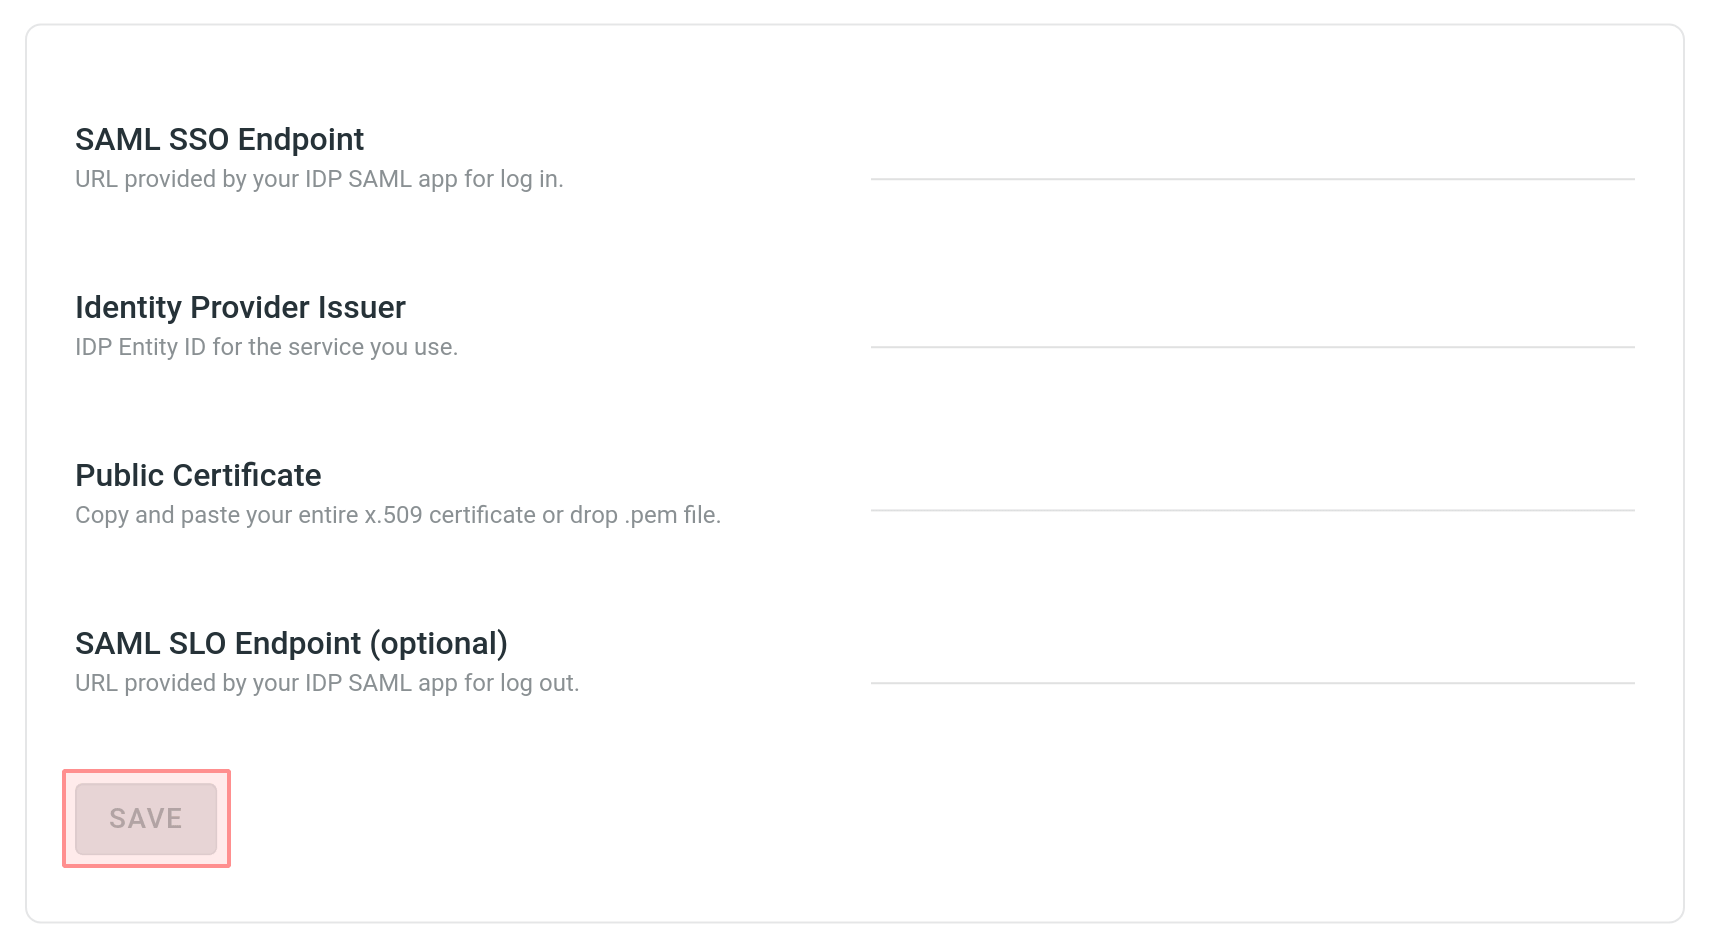 SAML SSO Endpoint
URL provided by your IDP SAML app for log in.
Identity Provider Issuer
IDP Entity ID for the service you use.
Public Certificate
Copy and paste your entire x.509 certificate or drop .pem file.
SAML SLO Endpoint (optional)
URL provided by your IDP SAML app for log out.
SAVE